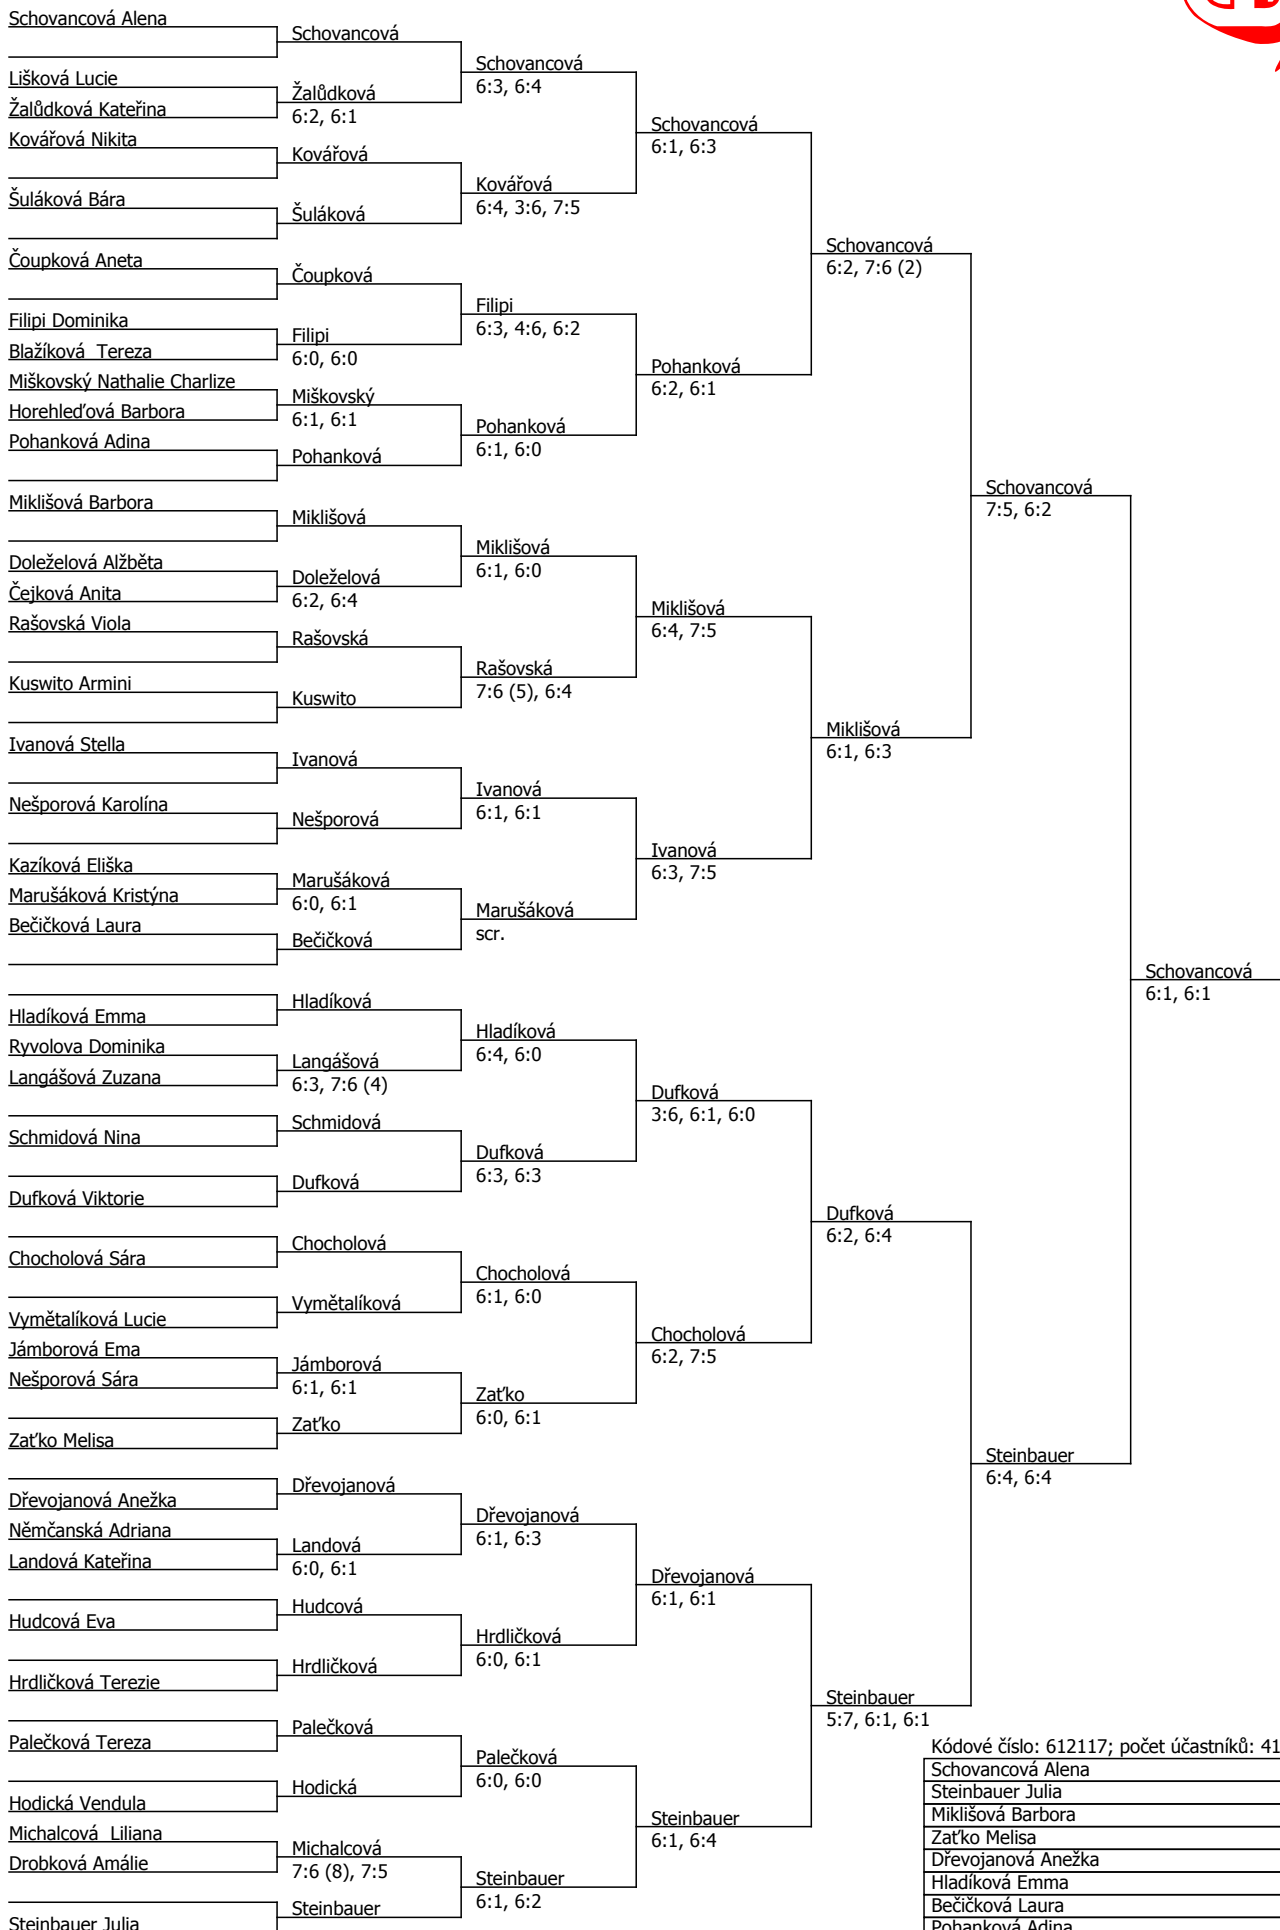 Schovancová Alena
Lišková Lucie
Žalůdková Kateřina
Kovářová Nikita
Šuláková Bára
Čoupková Aneta
Filipi Dominika
Blažíková  Tereza
Miškovský Nathalie Charlize
Horehleďová Barbora
Pohanková Adina
Miklišová Barbora
Doleželová Alžběta
Čejková Anita
Rašovská Viola
Kuswito Armini
Ivanová Stella
Nešporová Karolína
Kazíková Eliška
Marušáková Kristýna
Bečičková Laura
Hladíková Emma
Ryvolova Dominika
Langášová Zuzana
Schmidová Nina
Dufková Viktorie
Chocholová Sára
Vymětalíková Lucie
Jámborová Ema
Nešporová Sára
Zaťko Melisa
Dřevojanová Anežka
Němčanská Adriana
Landová Kateřina
Hudcová Eva
Hrdličková Terezie
Palečková Tereza
Hodická Vendula
Michalcová  Liliana
Drobková Amálie
Steinbauer Julia
Schovancová
Žalůdková
6:2, 6:1
Kovářová
Šuláková
Čoupková
Filipi
6:0, 6:0
Miškovský
6:1, 6:1
Pohanková
Miklišová
Doleželová
6:2, 6:4
Rašovská
Kuswito
Ivanová
Nešporová
Marušáková
6:0, 6:1
Bečičková
Hladíková
Langášová
6:3, 7:6 (4)
Schmidová
Dufková
Chocholová
Vymětalíková
Jámborová
6:1, 6:1
Zaťko
Dřevojanová
Landová
6:0, 6:1
Hudcová
Hrdličková
Palečková
Hodická
Michalcová
7:6 (8), 7:5
Steinbauer
Schovancová
6:3, 6:4
Kovářová
6:4, 3:6, 7:5
Filipi
6:3, 4:6, 6:2
Pohanková
6:1, 6:0
Miklišová
6:1, 6:0
Rašovská
7:6 (5), 6:4
Ivanová
6:1, 6:1
Marušáková
scr.
Hladíková
6:4, 6:0
Dufková
6:3, 6:3
Chocholová
6:1, 6:0
Zaťko
6:0, 6:1
Dřevojanová
6:1, 6:3
Hrdličková
6:0, 6:1
Palečková
6:0, 6:0
Steinbauer
6:1, 6:2
Schovancová
6:1, 6:3
Pohanková
6:2, 6:1
Miklišová
6:4, 7:5
Ivanová
6:3, 7:5
Dufková
3:6, 6:1, 6:0
Chocholová
6:2, 7:5
Dřevojanová
6:1, 6:1
Steinbauer
6:1, 6:4
Schovancová
6:2, 7:6 (2)
Miklišová
6:1, 6:3
Dufková
6:2, 6:4
Steinbauer
5:7, 6:1, 6:1
Schovancová
7:5, 6:2
Steinbauer
6:4, 6:4
Schovancová
6:1, 6:1
Kódové číslo: 612117; počet účastníků: 41
Schovancová Alena
Steinbauer Julia
Miklišová Barbora
Zaťko Melisa
Dřevojanová Anežka
Hladíková Emma
Bečičková Laura
Pohanková Adina